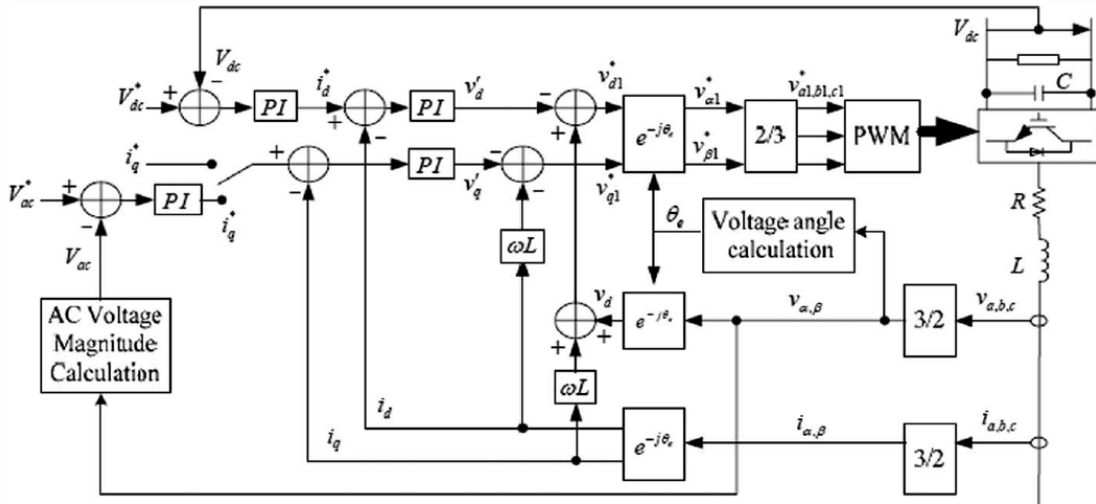 V_dc
V_dc
C
V*_dc
+
−
PI
i*_d
+
−
PI
v'_d
−
+
v*_d1
e^{-jθ_e}
v*_α1
v*_β1
2/3
v*_a1,b1,c1
PWM
i*_q
V*_ac
+
−
PI
i*_q
+
−
PI
v'_q
−
−
v*_q1
V_ac
ωL
θ_e
Voltage angle
calculation
R
L
AC Voltage
Magnitude
Calculation
v_d
+
+
e^{-jθ_e}
v_α,β
3/2
v_a,b,c
ωL
i_d
i_q
e^{-jθ_e}
i_α,β
3/2
i_a,b,c